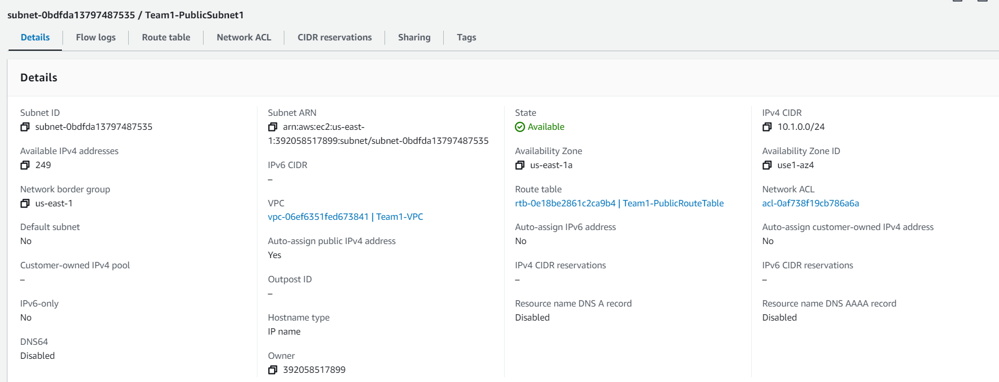 subnet-0bdfda13797487535 / Team1-PublicSubnet1
Details
Flow logs
Route table
Network ACL
CIDR reservations
Sharing
Tags
Details
Subnet ID
subnet-0bdfda13797487535
Available IPv4 addresses
249
Network border group
us-east-1
Default subnet
No
Customer-owned IPv4 pool
–
IPv6-only
No
DNS64
Disabled
Subnet ARN
arn:aws:ec2:us-east-
1:392058517899:subnet/subnet-0bdfda13797487535
IPv6 CIDR
–
VPC
vpc-06ef6351fed673841 | Team1-VPC
Auto-assign public IPv4 address
Yes
Outpost ID
–
Hostname type
IP name
Owner
392058517899
State
Available
Availability Zone
us-east-1a
Route table
rtb-0e18be2861c2ca9b4 | Team1-PublicRouteTable
Auto-assign IPv6 address
No
IPv4 CIDR reservations
–
Resource name DNS A record
Disabled
IPv4 CIDR
10.1.0.0/24
Availability Zone ID
use1-az4
Network ACL
acl-0af738f19cb786a6a
Auto-assign customer-owned IPv4 address
No
IPv6 CIDR reservations
–
Resource name DNS AAAA record
Disabled